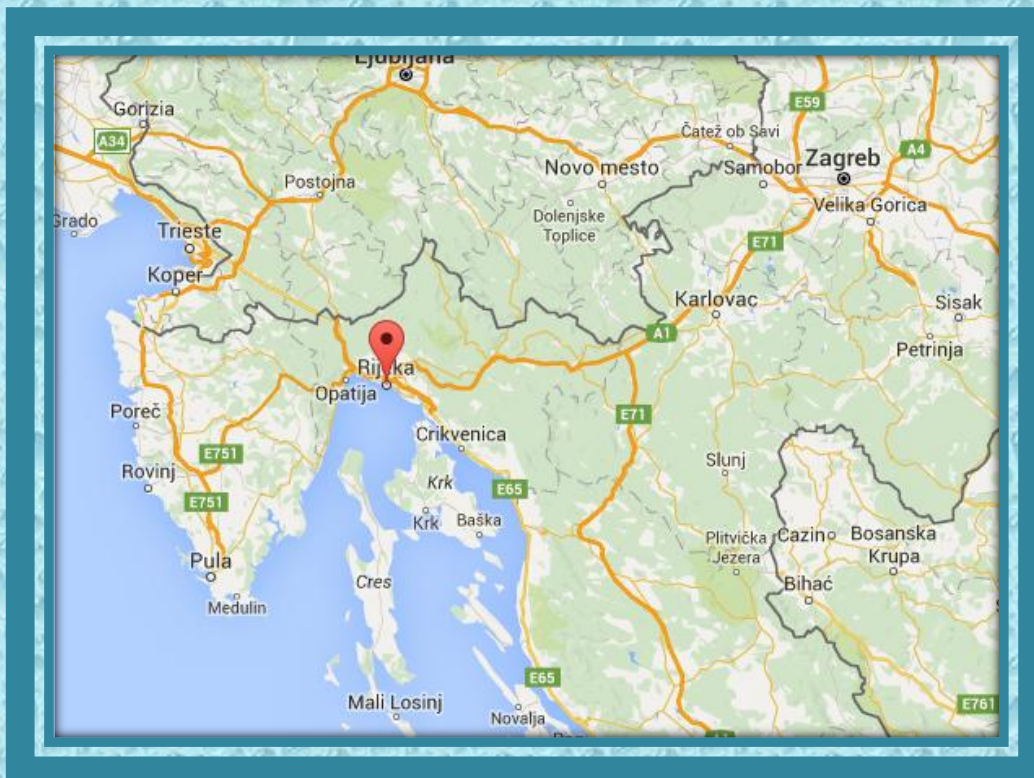 Ljubljana
E59
Gorizia
A34
Čatež ob Savi
Zagreb
A4
Novo mesto
Samobor
Postojna
Velika Gorica
Grado
Dolenjske
Toplice
Trieste
E71
Koper
Karlovac
Sisak
A1
Petrinja
Rijeka
Opatija
Poreč
E71
Crikvenica
E751
Slunj
Rovinj
Krk
E65
E751
Krk
Baška
Plitvička
Jezera
Cazin
Bosanska
Krupa
Pula
Bihać
Cres
Medulin
E65
Mali Losinj
E761
Novalja